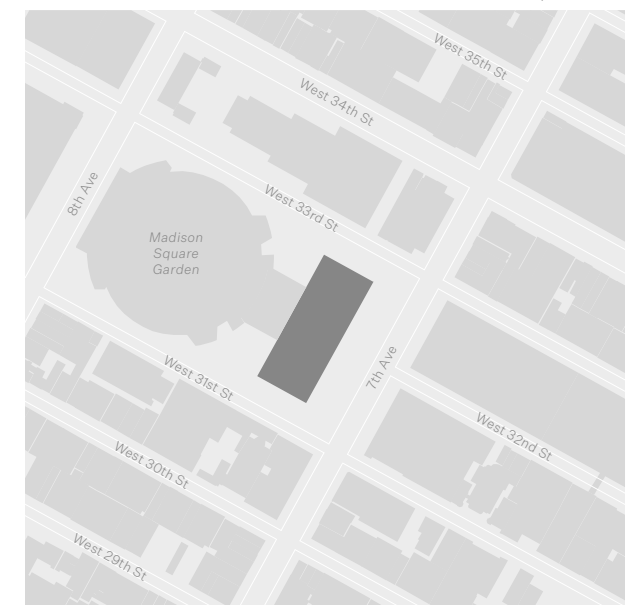 West 35th St
West 34th St
8th Ave
West 33rd St
Madison
Square
Garden
7th Ave
West 31st St
West 32nd St
West 30th St
West 29th St